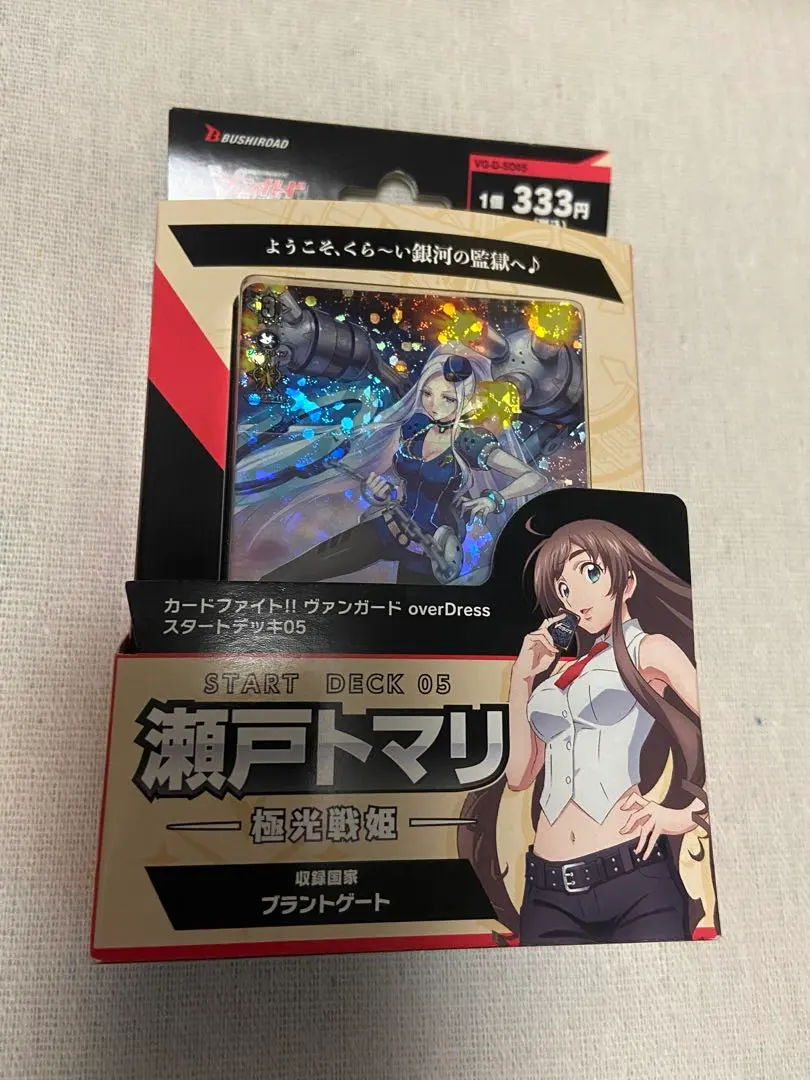 BUSHIROAD
VG-D-SD05
1個 333円
ようこそ、くら〜い銀河の監獄へ♪
カードファイト!! ヴァンガード overDress
スタートデッキ05
START DECK 05
瀬戸トマリ
極光戦姫
収録国家
ブラントゲート